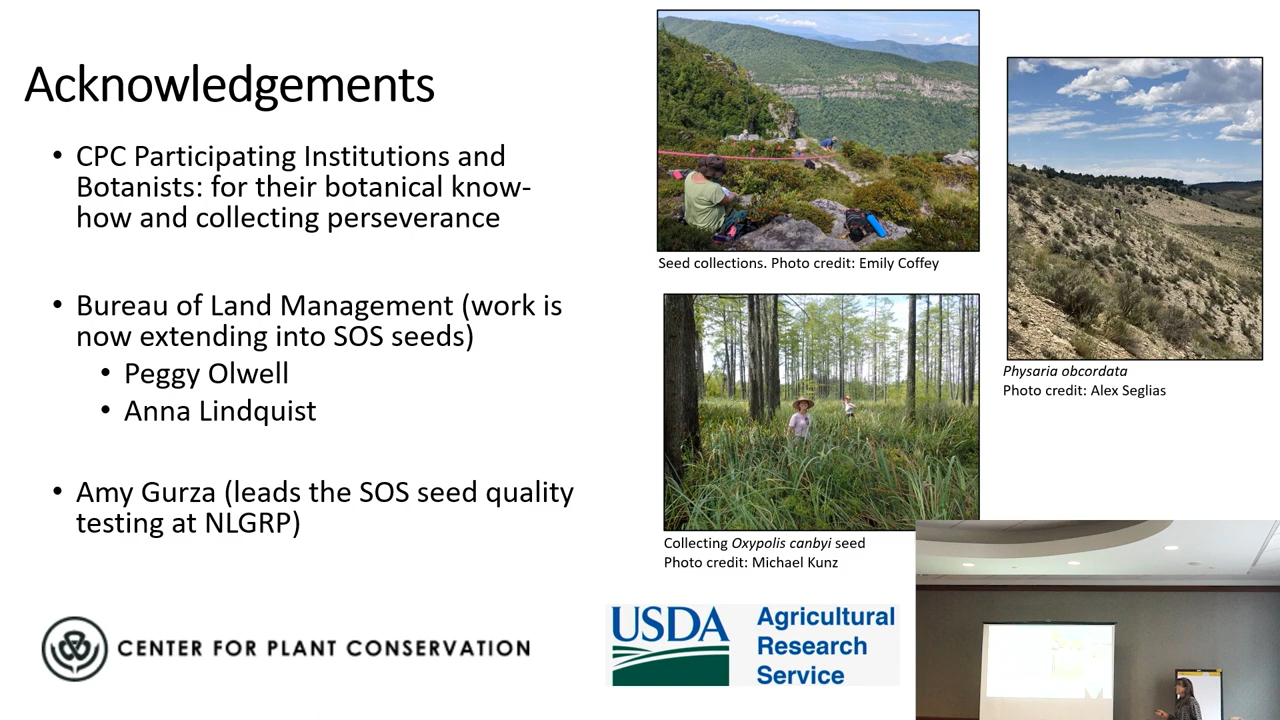 Acknowledgements
• CPC Participating Institutions and
Botanists: for their botanical know-
how and collecting perseverance
• Bureau of Land Management (work is
now extending into SOS seeds)
• Peggy Olwell
• Anna Lindquist
• Amy Gurza (leads the SOS seed quality
testing at NLGRP)
CENTER FOR PLANT CONSERVATION
Seed collections. Photo credit: Emily Coffey
Physaria obcordata
Photo credit: Alex Seglias
Collecting Oxypolis canbyi seed
Photo credit: Michael Kunz
USDA
Agricultural
Research
Service